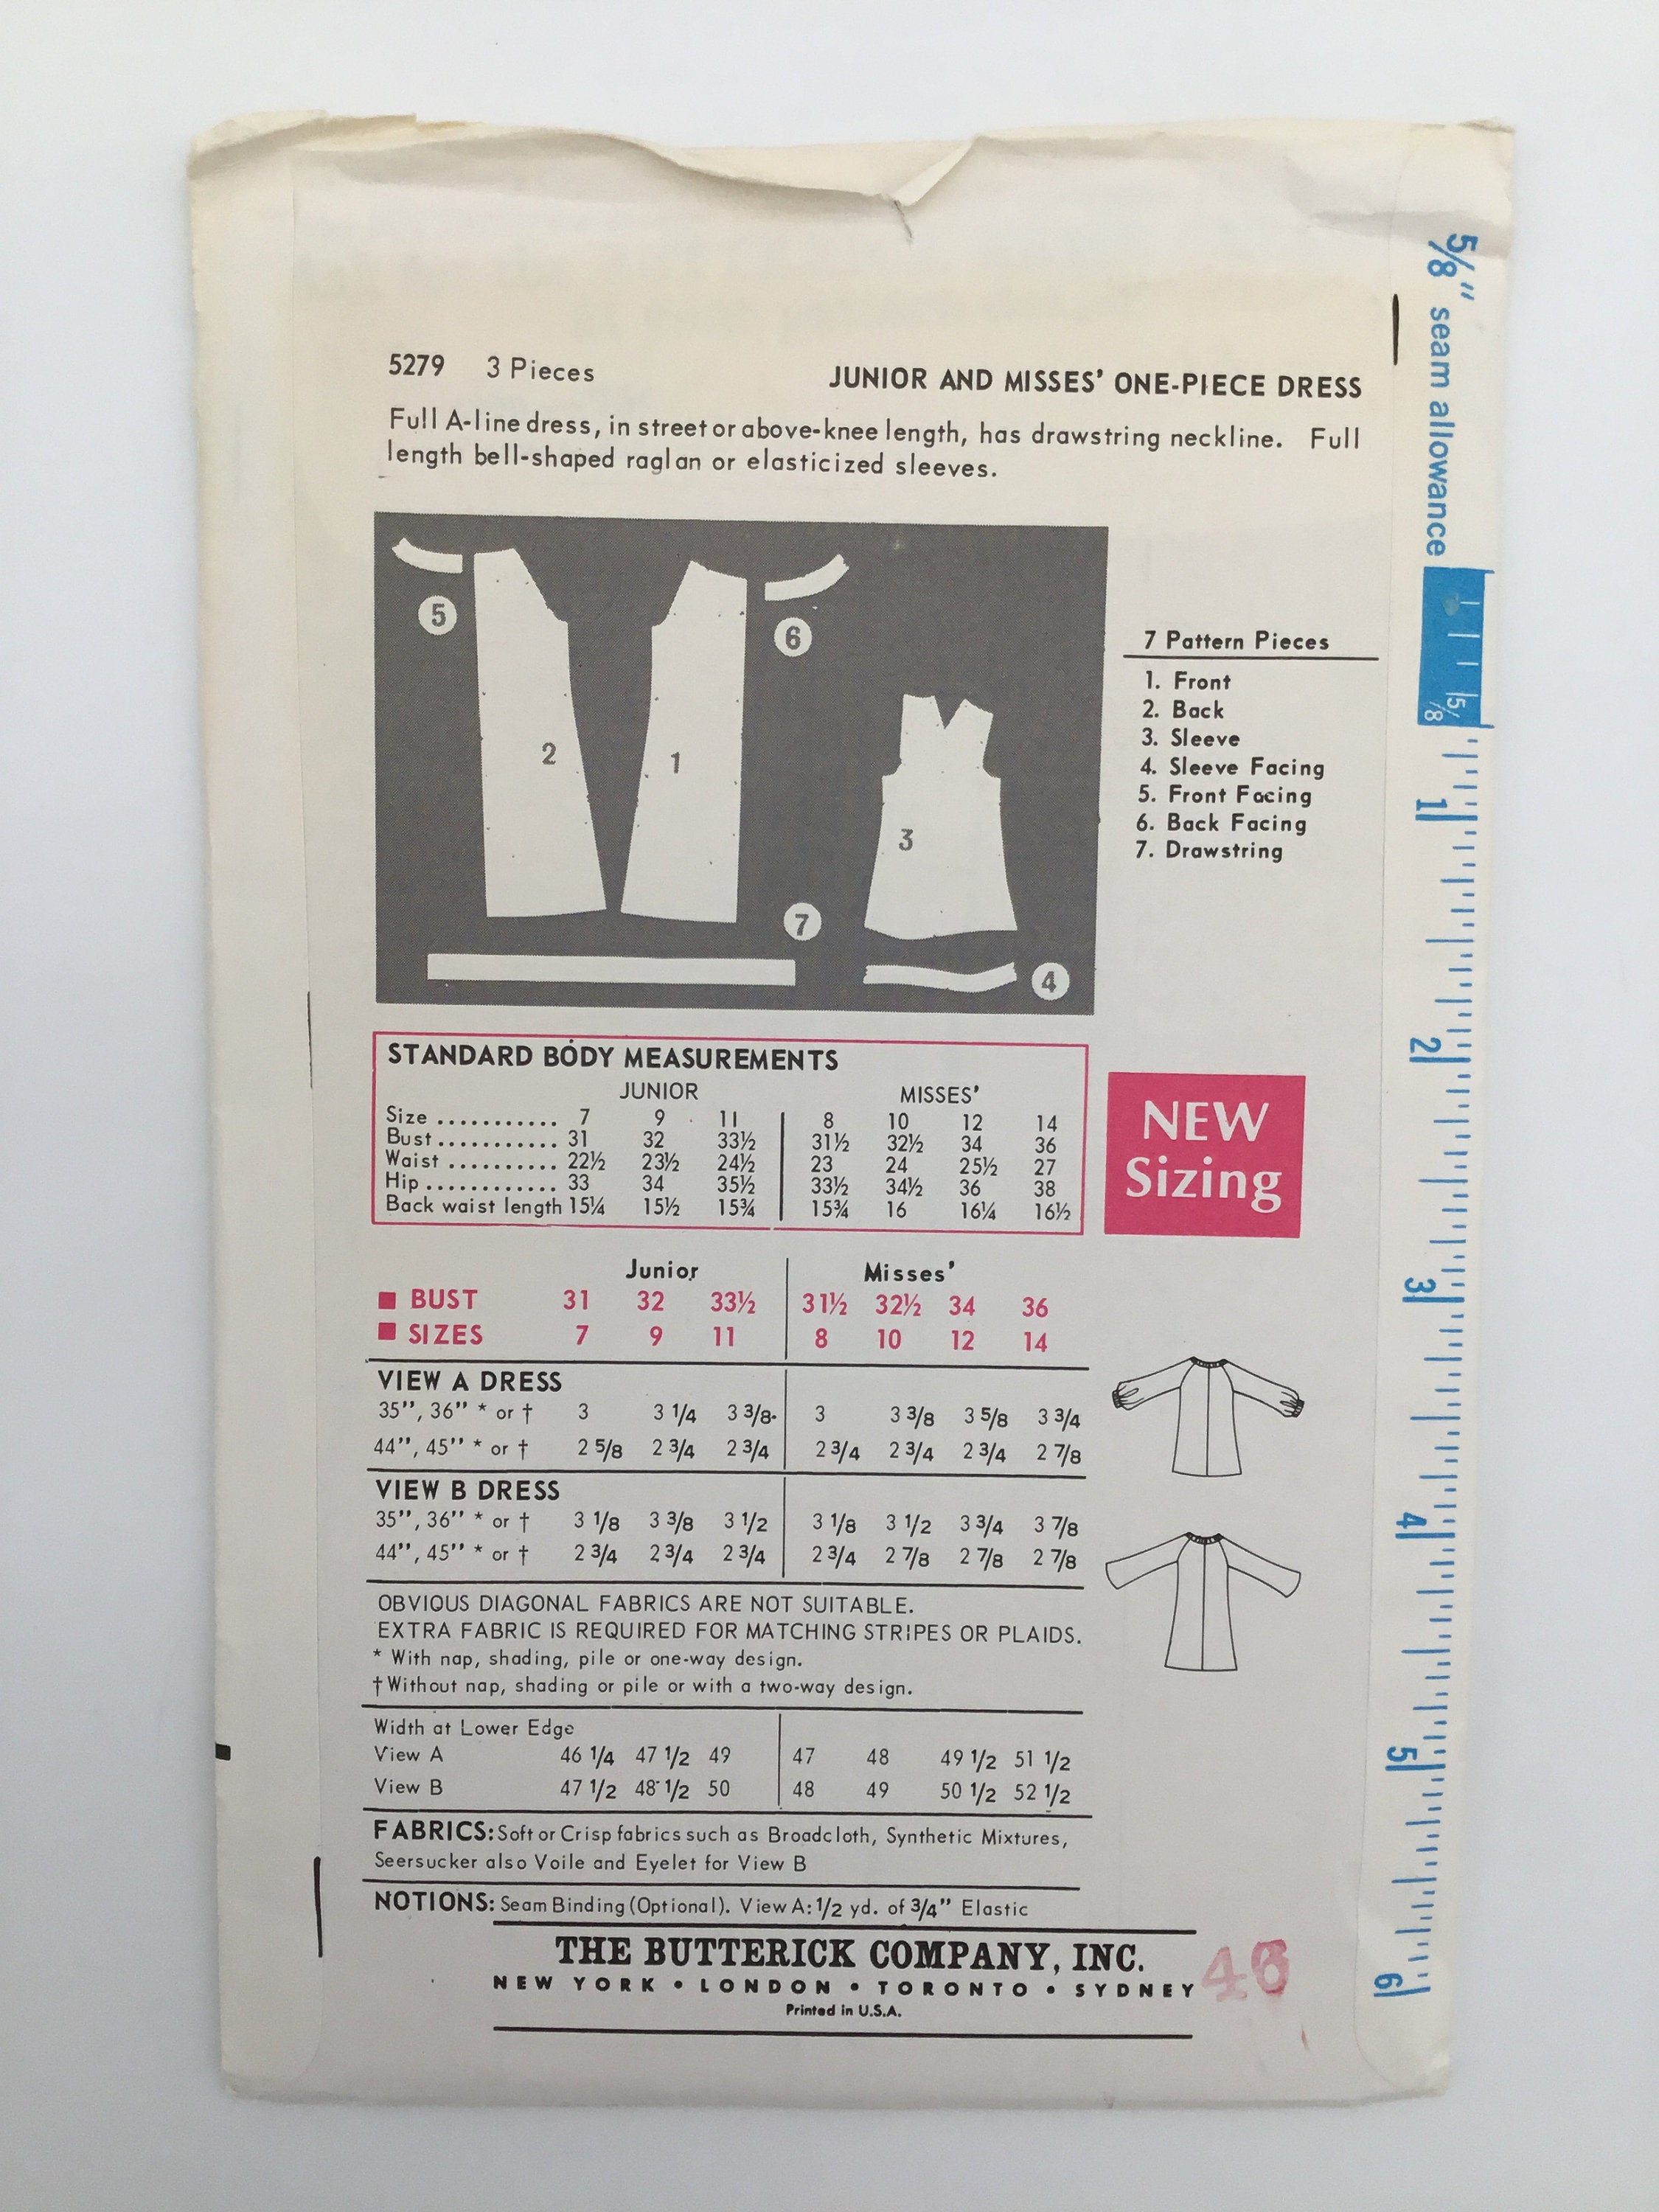 5279 3 Pieces JUNIOR AND MISSES' ONE-PIECE DRESS
Full A-line dress, in street or above-knee length, has drawstring neckline. Full
length bell-shaped raglan or elasticized sleeves.
5
6
2
1
3
7
4
7 Pattern Pieces
1. Front
2. Back
3. Sleeve
4. Sleeve Facing
5. Front Facing
6. Back Facing
7. Drawstring
STANDARD BODY MEASUREMENTS
JUNIOR MISSES'
Size ........... 7 9 11 8 10 12 14
Bust ........... 31 32 33½ 31½ 32½ 34 36
Waist .......... 22½ 23½ 24½ 23 24 25½ 27
Hip ............ 33 34 35½ 33½ 34½ 36 38
Back waist length 15¼ 15½ 15¾ 15¾ 16 16¼ 16½
NEW
Sizing
Junior Misses'
■ BUST 31 32 33½ 31½ 32½ 34 36
■ SIZES 7 9 11 8 10 12 14
VIEW A DRESS
35", 36" * or † 3 3 1/4 3 3/8 3 3 3/8 3 5/8 3 3/4
44", 45" * or † 2 5/8 2 3/4 2 3/4 2 3/4 2 3/4 2 3/4 2 7/8
VIEW B DRESS
35", 36" * or † 3 1/8 3 3/8 3 1/2 3 1/8 3 1/2 3 3/4 3 7/8
44", 45" * or † 2 3/4 2 3/4 2 3/4 2 3/4 2 7/8 2 7/8 2 7/8
OBVIOUS DIAGONAL FABRICS ARE NOT SUITABLE.
EXTRA FABRIC IS REQUIRED FOR MATCHING STRIPES OR PLAIDS.
* With nap, shading, pile or one-way design.
† Without nap, shading or pile or with a two-way design.
Width at Lower Edge
View A 46 1/4 47 1/2 49 47 48 49 1/2 51 1/2
View B 47 1/2 48 1/2 50 48 49 50 1/2 52 1/2
FABRICS: Soft or Crisp fabrics such as Broadcloth, Synthetic Mixtures,
Seersucker also Voile and Eyelet for View B
NOTIONS: Seam Binding (Optional). View A: 1/2 yd. of 3/4" Elastic
THE BUTTERICK COMPANY, INC.
NEW YORK • LONDON • TORONTO • SYDNEY
Printed in U.S.A.
5/8" seam allowance
5/8
1
2
3
4
5
6